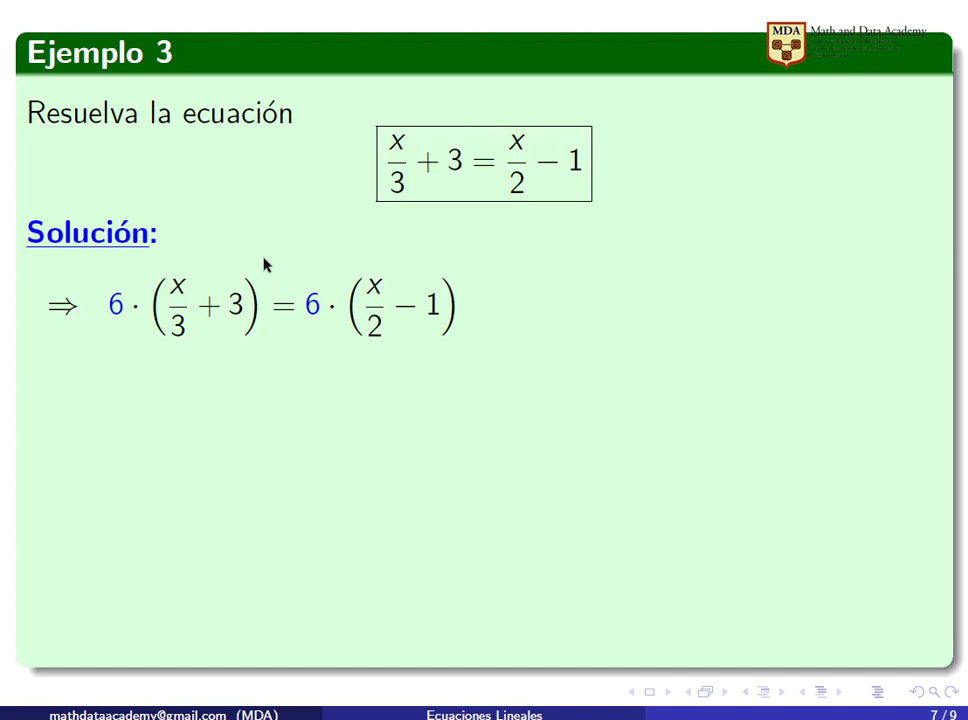 Ejemplo 3
MDA Math and Data Academy
Resuelva la ecuación
x/3 + 3 = x/2 − 1
Solución:
⇒ 6 · (x/3 + 3) = 6 · (x/2 − 1)
mathdataacademy@gmail.com (MDA) Ecuaciones Lineales 7 / 9